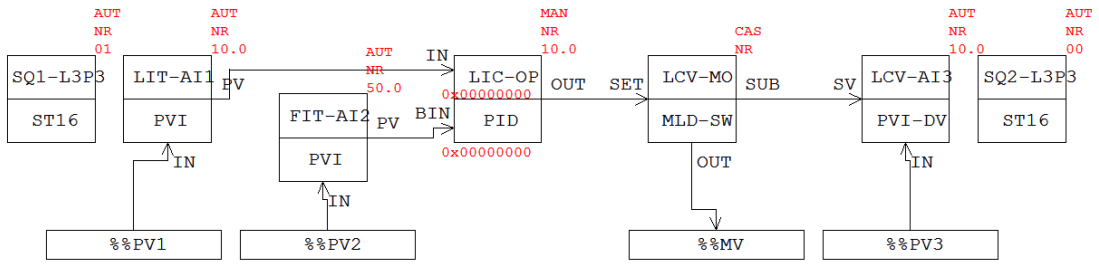 AUT
NR
01
AUT
NR
10.0
AUT
NR
50.0
MAN
NR
10.0
CAS
NR
AUT
NR
10.0
AUT
NR
00
SQ1-L3P3
ST16
LIT-AI1
PVI
PV
IN
FIT-AI2
PVI
PV
IN
IN
BIN
LIC-OP
0x00000000
PID
0x00000000
OUT
SET
LCV-MO
MLD-SW
SUB
OUT
SV
LCV-AI3
PVI-DV
IN
SQ2-L3P3
ST16
%%PV1
%%PV2
%%MV
%%PV3